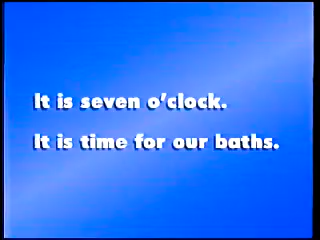 It is seven o'clock.
It is time for our baths.